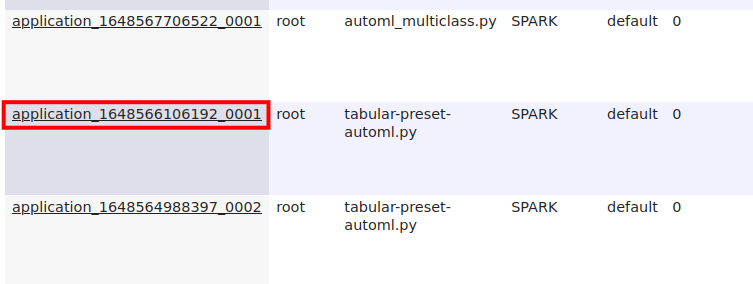 application_1648567706522_0001 root automl_multiclass.py SPARK default 0
application_1648566106192_0001 root tabular-preset- SPARK default 0
automl.py
application_1648564988397_0002 root tabular-preset- SPARK default 0
automl.py